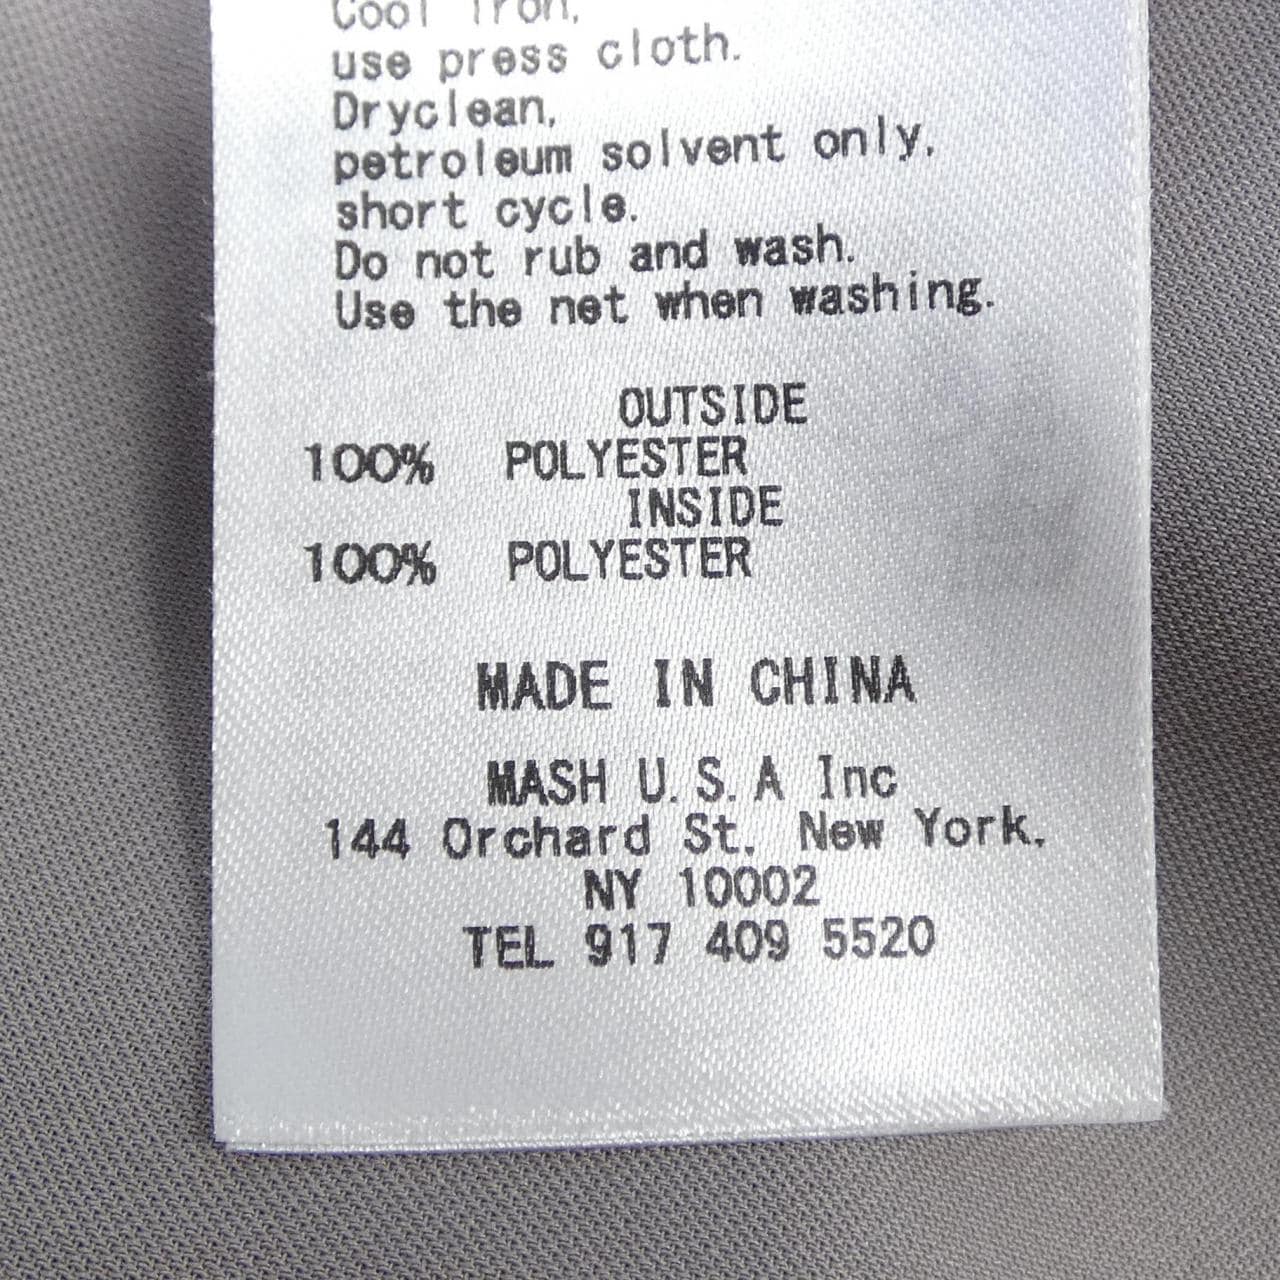 Cool iron,
use press cloth.
Dryclean,
petroleum solvent only,
short cycle.
Do not rub and wash.
Use the net when washing.
OUTSIDE
100% POLYESTER
INSIDE
100% POLYESTER
MADE IN CHINA
MASH U.S.A Inc
144 Orchard St, New York,
NY 10002
TEL 917 409 5520